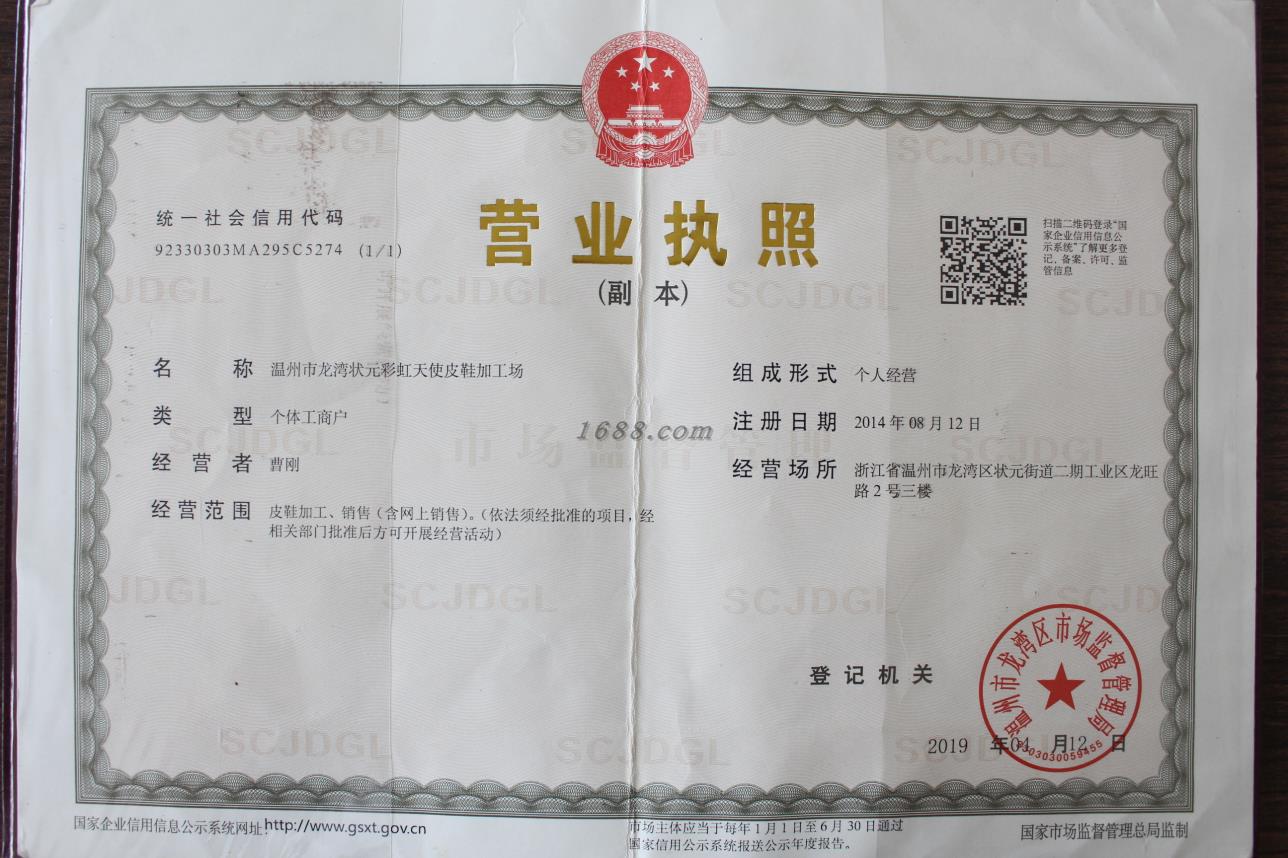 营业执照
(副 本)
统一社会信用代码
92330303MA295C5274 (1/1)
扫描二维码登录“国
家企业信用信息公
示系统”了解更多登
记、备案、许可、监
管信息
名 称 温州市龙湾状元彩虹天使皮鞋加工场
类 型 个体工商户
经营者 曹刚
经营范围 皮鞋加工、销售（含网上销售）。（依法须经批准的项目，经
相关部门批准后方可开展经营活动）
组成形式 个人经营
注册日期 2014年08月12日
经营场所 浙江省温州市龙湾区状元街道二期工业区龙旺
路2号三楼
1688.com
市场监督管理
SCJDGL
登记机关
温州市龙湾区市场监督管理局
3303030059455
2019 年04 月12 日
国家企业信用信息公示系统网址:http://www.gsxt.gov.cn
市场主体应当于每年1月1日至6月30日通过
国家信用公示系统报送公示年度报告。
国家市场监督管理总局监制